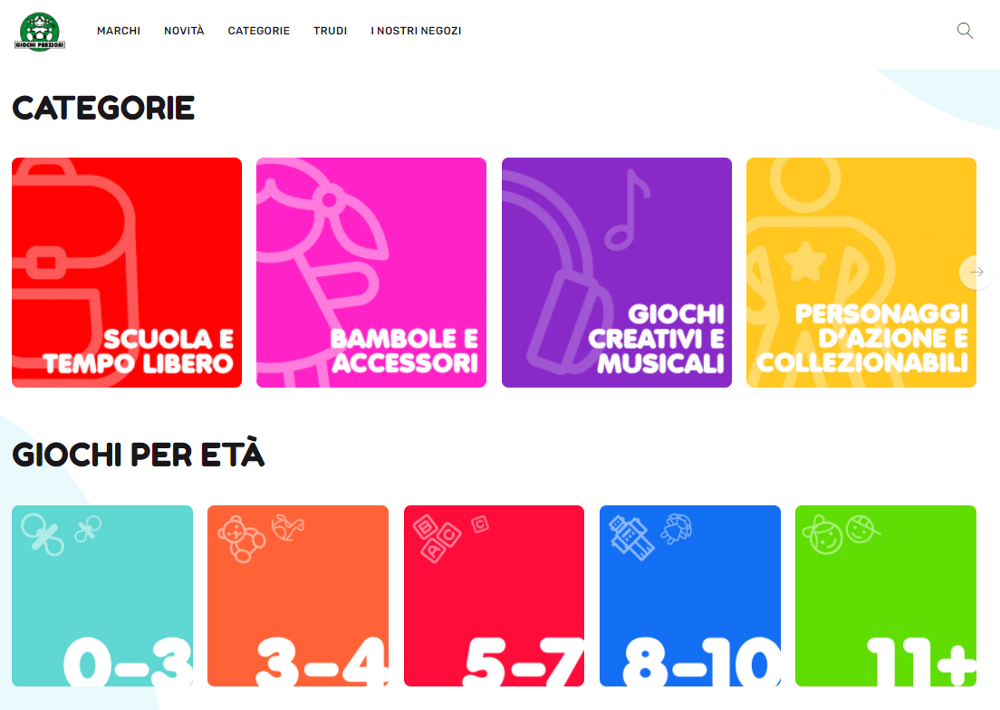 GIOCHI PREZIOSI
MARCHI NOVITÀ CATEGORIE TRUDI I NOSTRI NEGOZI
CATEGORIE
SCUOLA E
TEMPO LIBERO
BAMBOLE E
ACCESSORI
GIOCHI
CREATIVI E
MUSICALI
PERSONAGGI
D'AZIONE E
COLLEZIONABILI
GIOCHI PER ETÀ
B
A C
C
0-3
3-4
5-7
8-10
11+